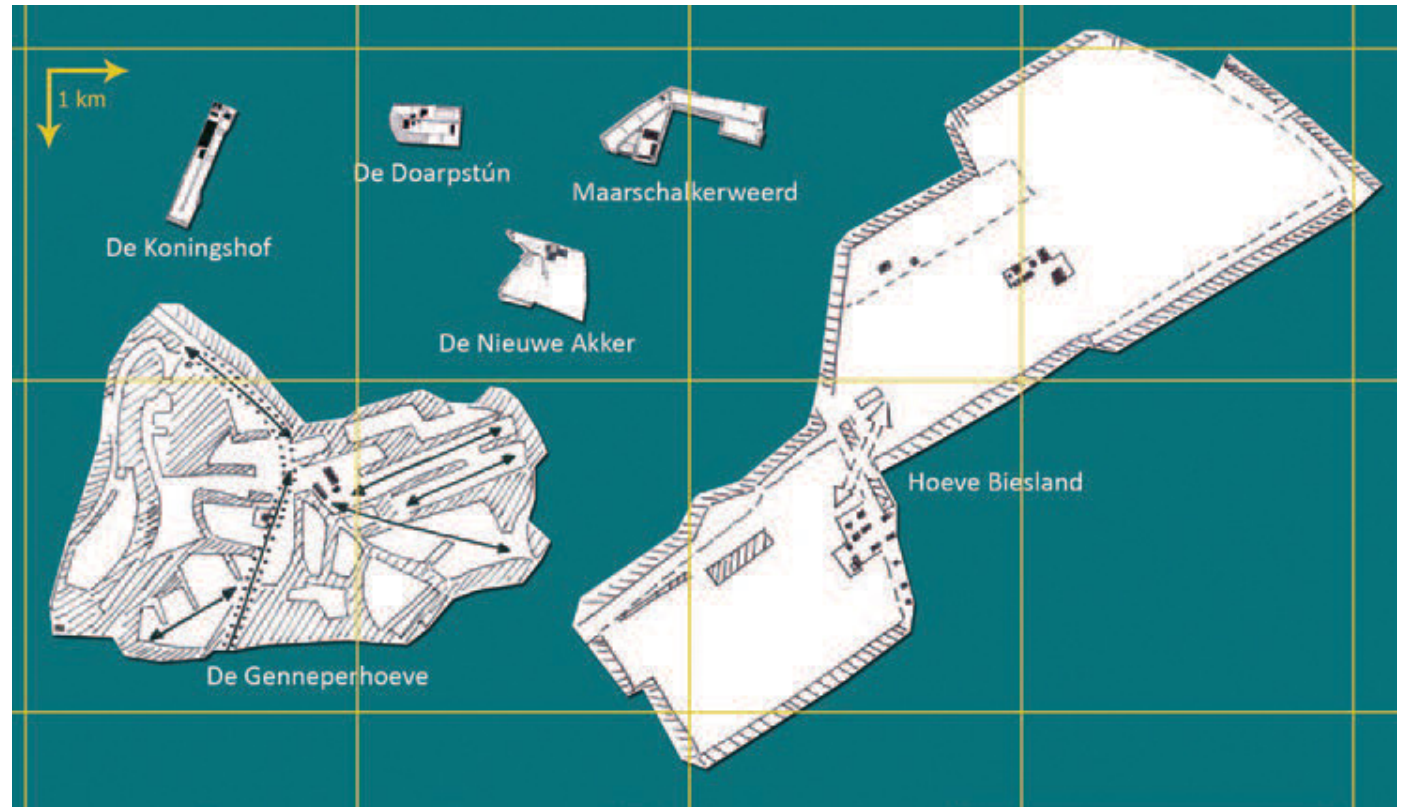 1 km
De Koningshof
De Doarpstún
Maarschalkerweerd
De Nieuwe Akker
Hoeve Biesland
De Genneperhoeve